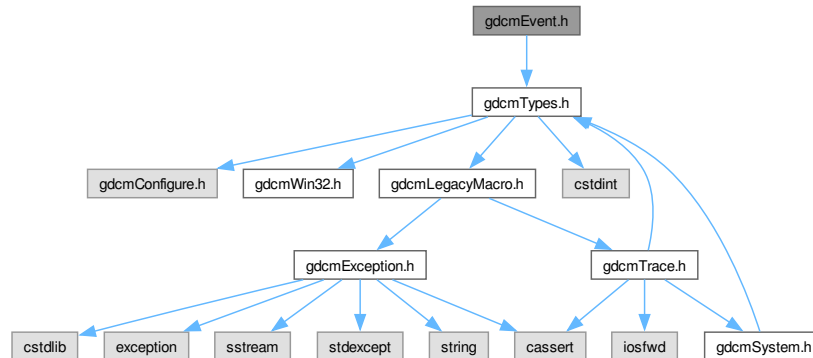 gdcmEvent.h
gdcmTypes.h
gdcmConfigure.h
gdcmWin32.h
gdcmLegacyMacro.h
cstdint
gdcmException.h
gdcmTrace.h
cstdlib
exception
sstream
stdexcept
string
cassert
iosfwd
gdcmSystem.h